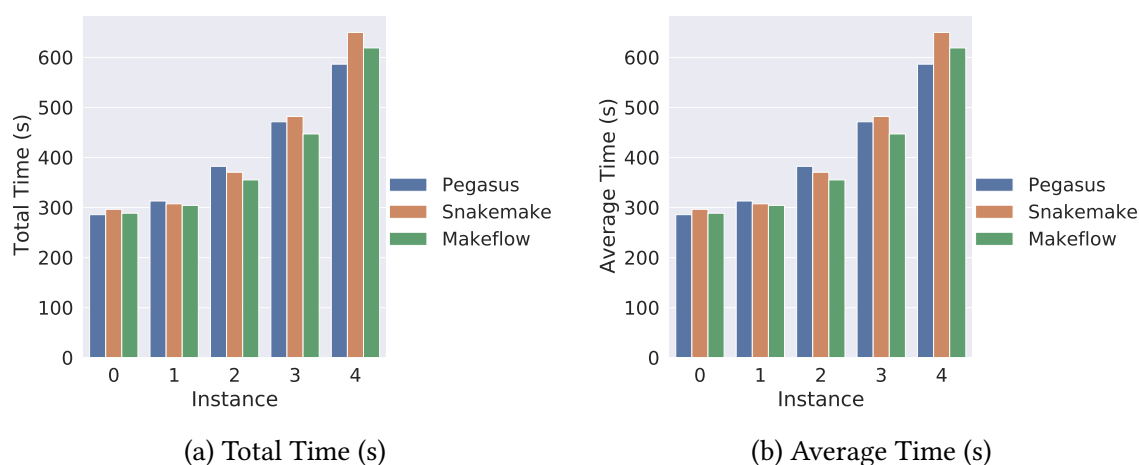 Total Time (s)
600
500
400
300
200
100
0
0 1 2 3 4
Instance
Pegasus
Snakemake
Makeflow
(a) Total Time (s)
Average Time (s)
600
500
400
300
200
100
0
0 1 2 3 4
Instance
Pegasus
Snakemake
Makeflow
(b) Average Time (s)